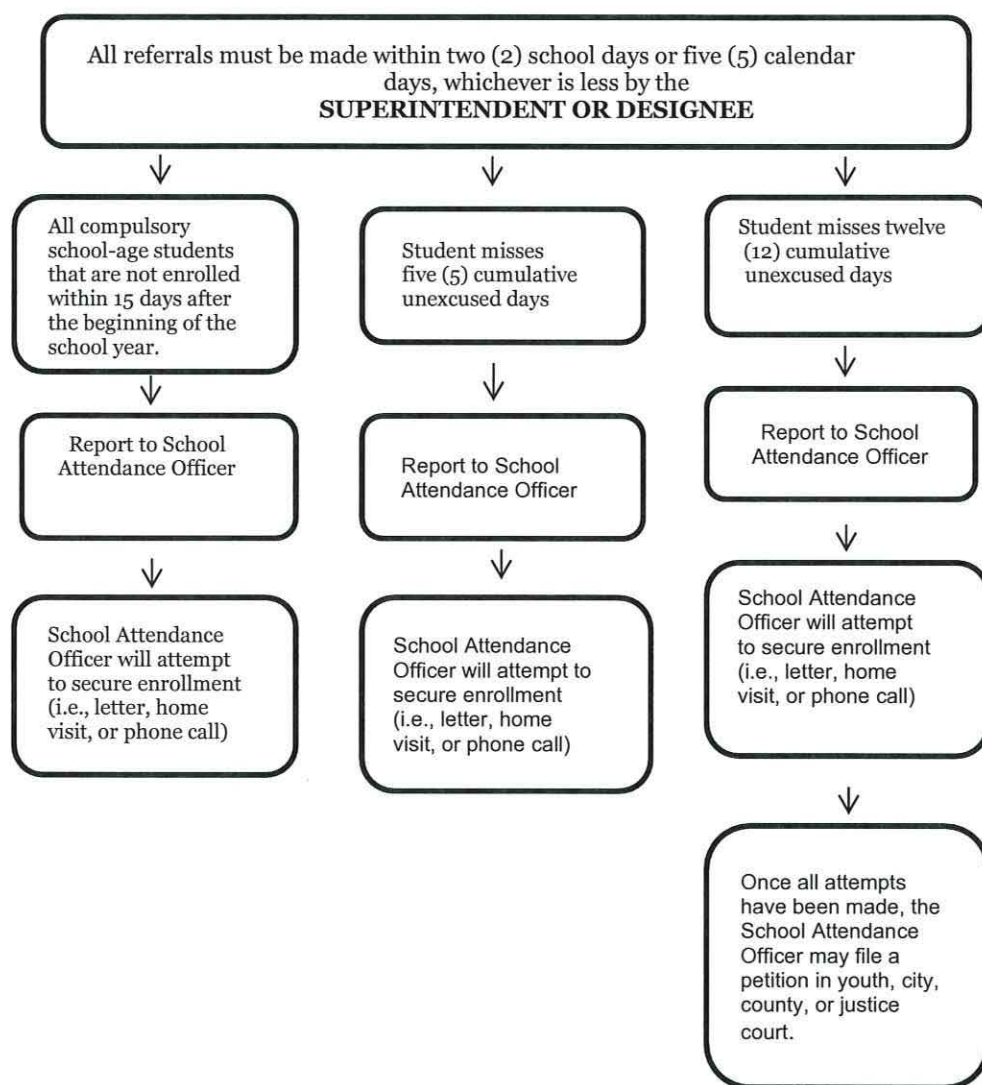 All referrals must be made within two (2) school days or five (5) calendar
days, whichever is less by the
SUPERINTENDENT OR DESIGNEE
All compulsory
school-age students
that are not enrolled
within 15 days after
the beginning of the
school year.
Report to School
Attendance Officer
School Attendance
Officer will attempt
to secure enrollment
(i.e., letter, home
visit, or phone call)
Student misses
five (5) cumulative
unexcused days
Report to School
Attendance Officer
School Attendance
Officer will attempt to
secure enrollment
(i.e., letter, home
visit, or phone call)
Student misses twelve
(12) cumulative
unexcused days
Report to School
Attendance Officer
School Attendance
Officer will attempt
to secure enrollment
(i.e., letter, home
visit, or phone call)
Once all attempts
have been made, the
School Attendance
Officer may file a
petition in youth, city,
county, or justice
court.